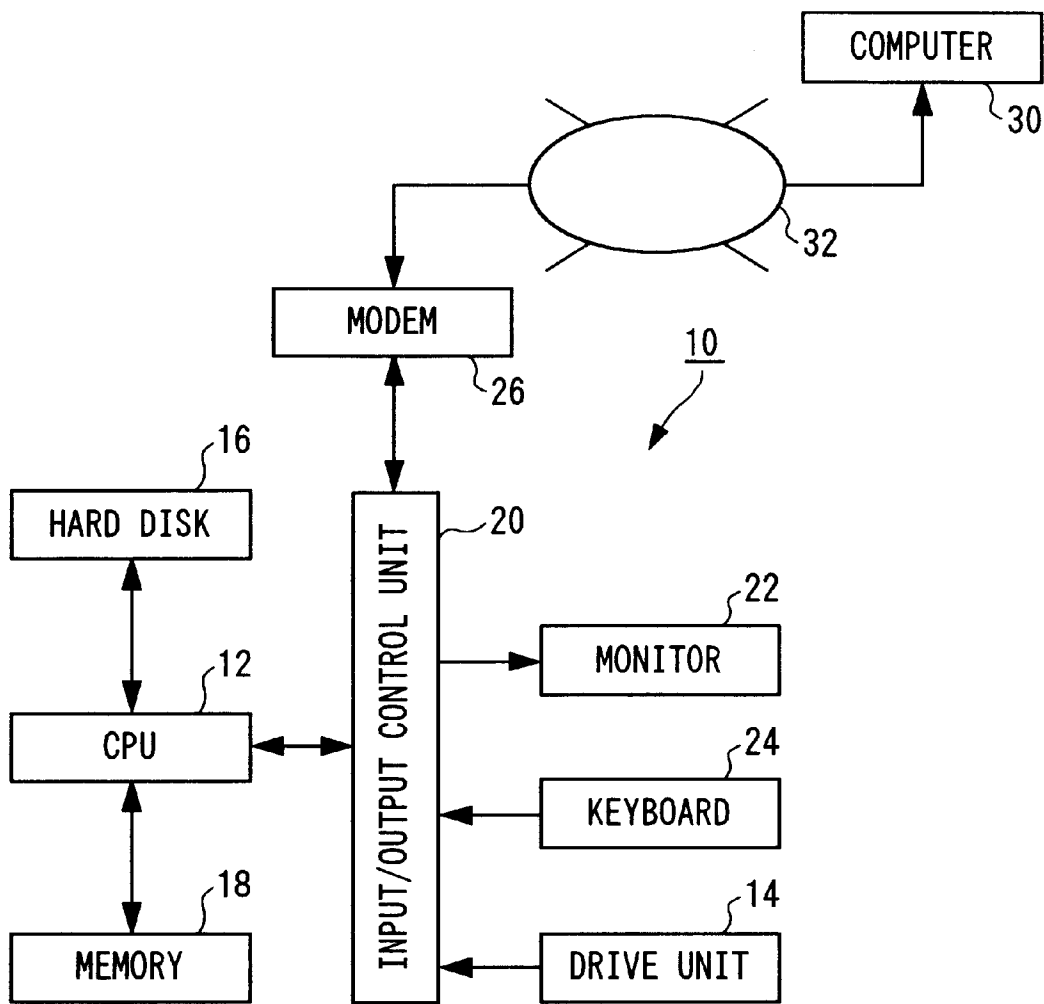 COMPUTER
30
32
MODEM
26
10
16
HARD DISK
20
INPUT/OUTPUT CONTROL UNIT
22
MONITOR
12
CPU
24
KEYBOARD
18
MEMORY
14
DRIVE UNIT